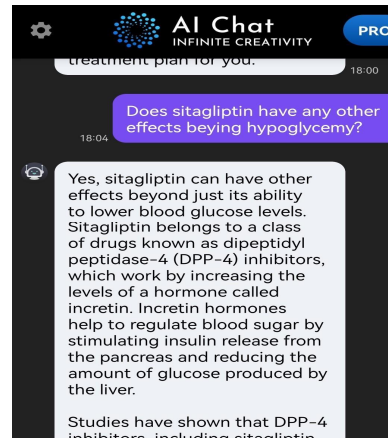 AI Chat
INFINITE CREATIVITY
PRO
treatment plan for you.
18:00
Does sitagliptin have any other
effects beying hypoglycemy?
18:04
Yes, sitagliptin can have other
effects beyond just its ability
to lower blood glucose levels.
Sitagliptin belongs to a class
of drugs known as dipeptidyl
peptidase-4 (DPP-4) inhibitors,
which work by increasing the
levels of a hormone called
incretin. Incretin hormones
help to regulate blood sugar by
stimulating insulin release from
the pancreas and reducing the
amount of glucose produced by
the liver.
Studies have shown that DPP-4
inhibitors, including sitagliptin